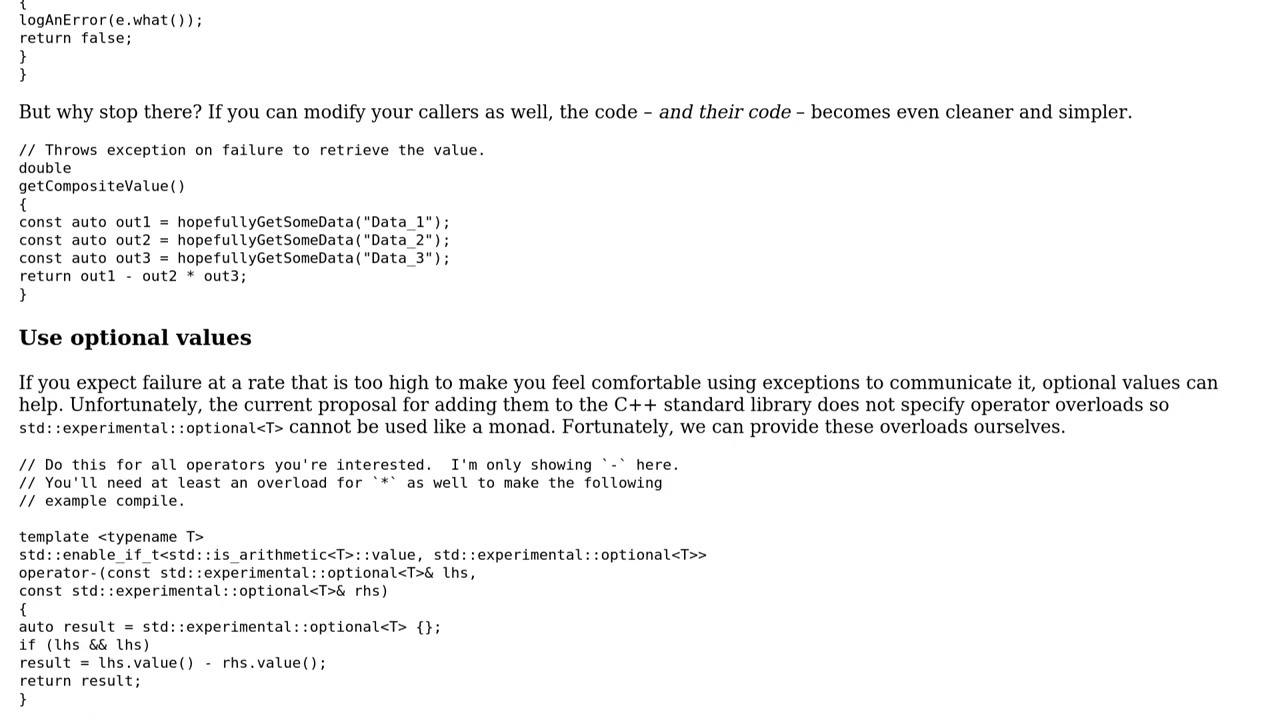 {
logAnError(e.what());
return false;
}
}
But why stop there? If you can modify your callers as well, the code – and their code – becomes even cleaner and simpler.
// Throws exception on failure to retrieve the value.
double
getCompositeValue()
{
const auto out1 = hopefullyGetSomeData("Data_1");
const auto out2 = hopefullyGetSomeData("Data_2");
const auto out3 = hopefullyGetSomeData("Data_3");
return out1 - out2 * out3;
}
Use optional values
If you expect failure at a rate that is too high to make you feel comfortable using exceptions to communicate it, optional values can
help. Unfortunately, the current proposal for adding them to the C++ standard library does not specify operator overloads so
std::experimental::optional<T> cannot be used like a monad. Fortunately, we can provide these overloads ourselves.
// Do this for all operators you're interested.  I'm only showing `-` here.
// You'll need at least an overload for `*` as well to make the following
// example compile.
template <typename T>
std::enable_if_t<std::is_arithmetic<T>::value, std::experimental::optional<T>>
operator-(const std::experimental::optional<T>& lhs,
const std::experimental::optional<T>& rhs)
{
auto result = std::experimental::optional<T> {};
if (lhs && lhs)
result = lhs.value() - rhs.value();
return result;
}